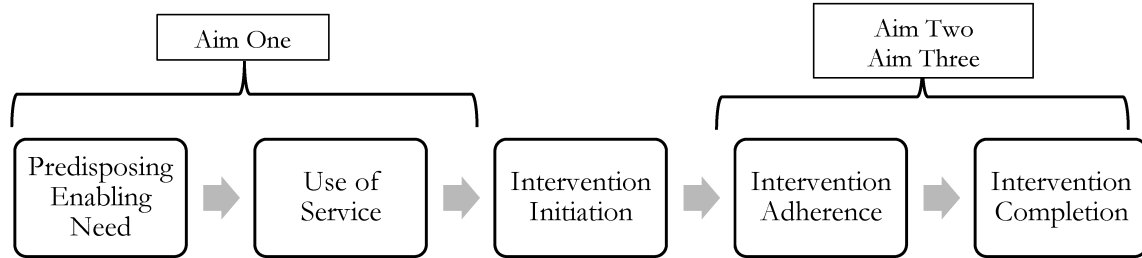 Aim One
Aim Two
Aim Three
Predisposing
Enabling
Need
Use of
Service
Intervention
Initiation
Intervention
Adherence
Intervention
Completion